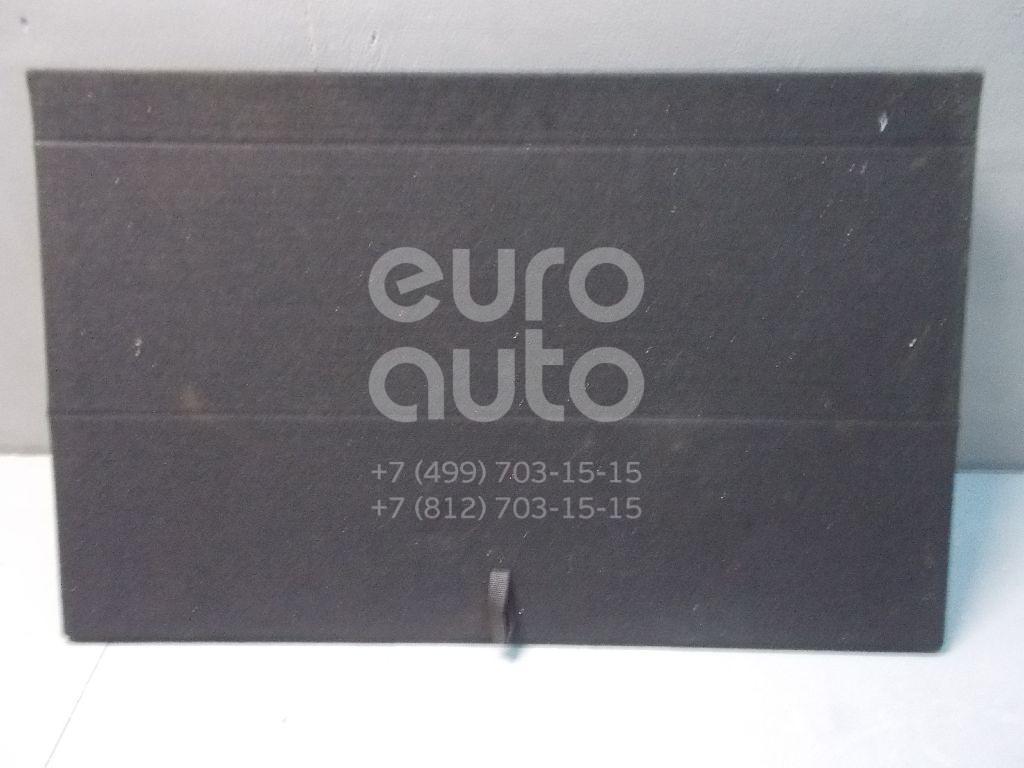 euro
auto
+7 (499) 703-15-15
+7 (812) 703-15-15